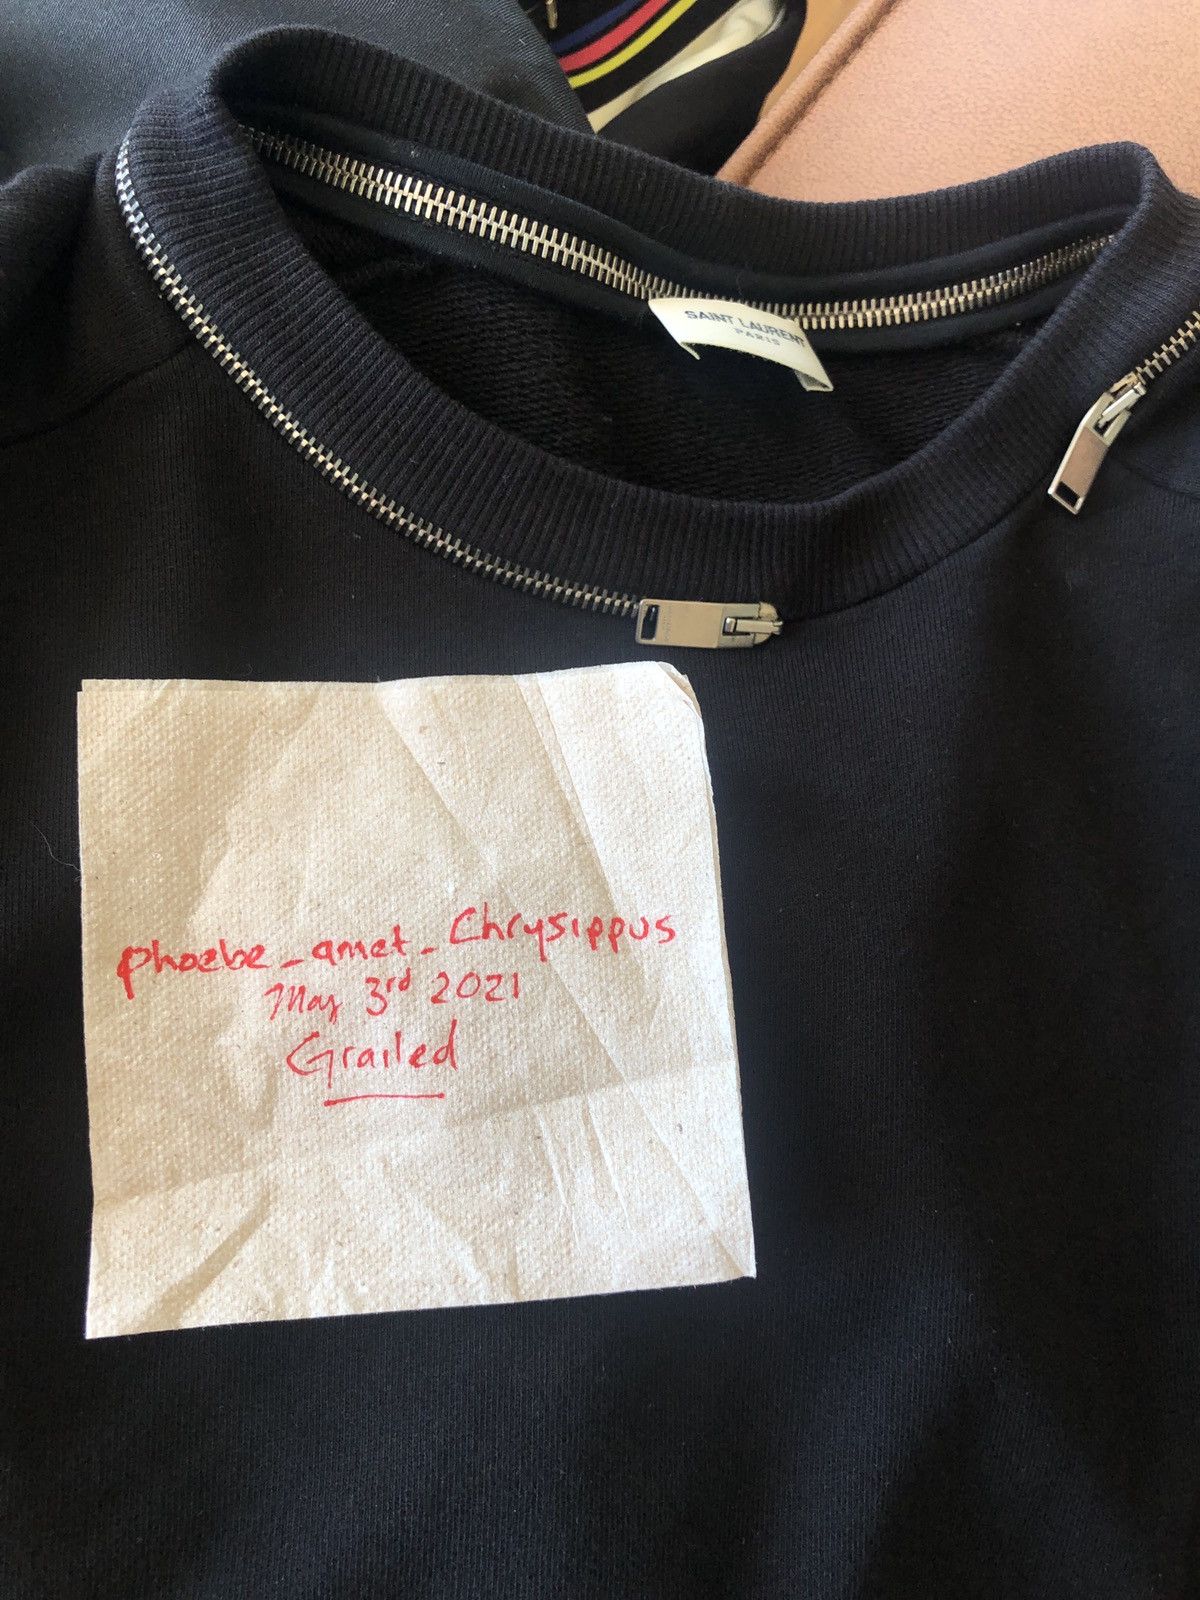 SAINT LAURENT
PARIS
phoebe_amet_Chrysippus
May 3rd 2021
Grailed